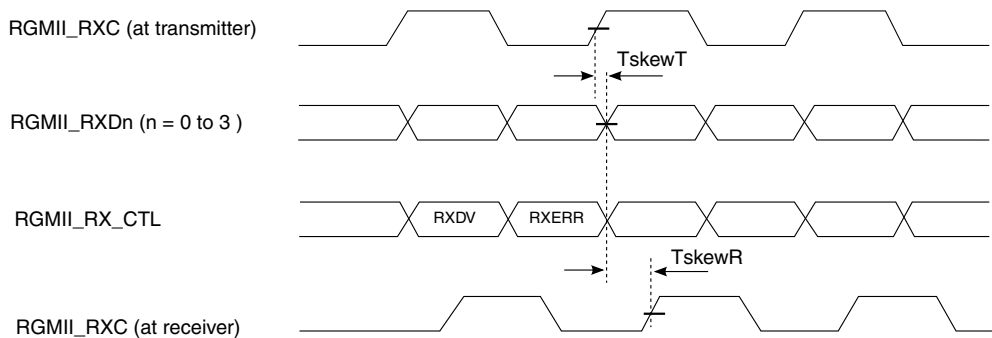 RGMII_RXC (at transmitter)
TskewT
RGMII_RXDn (n = 0 to 3 )
RGMII_RX_CTL
RXDV
RXERR
TskewR
RGMII_RXC (at receiver)